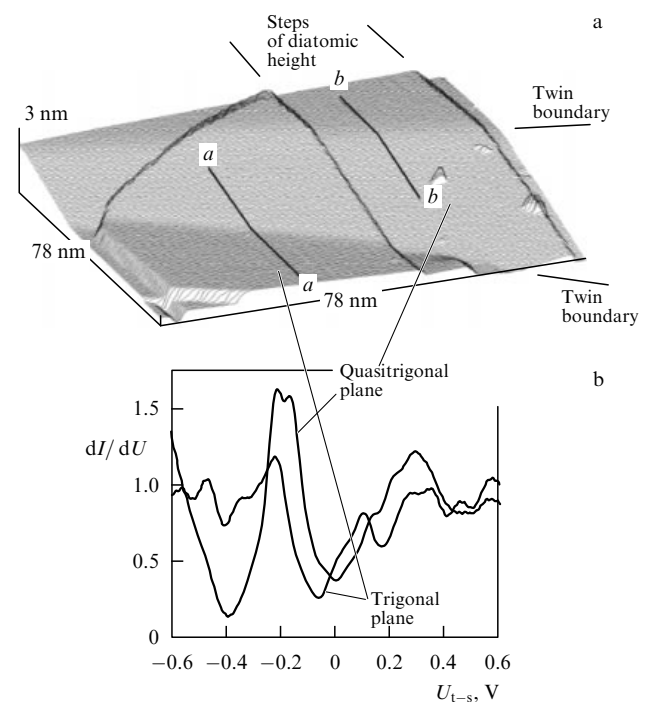 Steps
of diatomic
height
a
b
Twin
boundary
3 nm
a
b
78 nm
a
78 nm
Twin
boundary
b
Quasitrigonal
plane
1.5
dI/dU
1.0
0.5
Trigonal
plane
0
−0.6 −0.4 −0.2 0 0.2 0.4 0.6
U_{t−s}, V